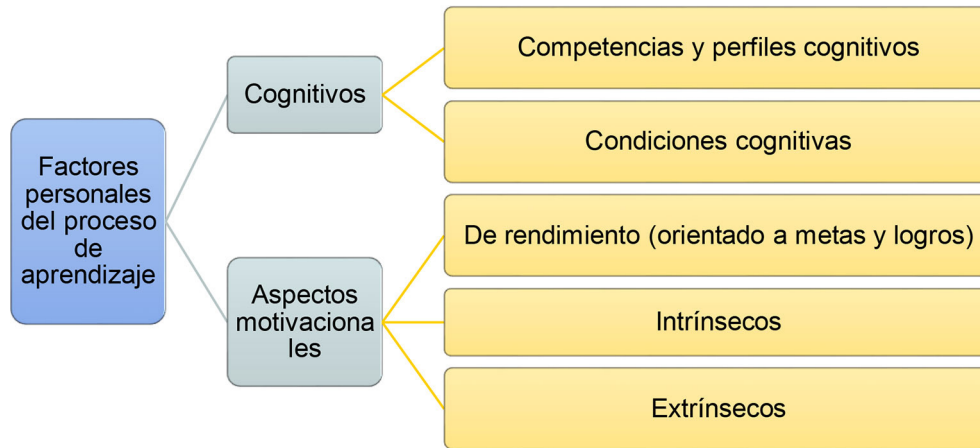 Factores
personales
del proceso
de
aprendizaje
Cognitivos
Competencias y perfiles cognitivos
Condiciones cognitivas
Aspectos
motivaciona
les
De rendimiento (orientado a metas y logros)
Intrínsecos
Extrínsecos